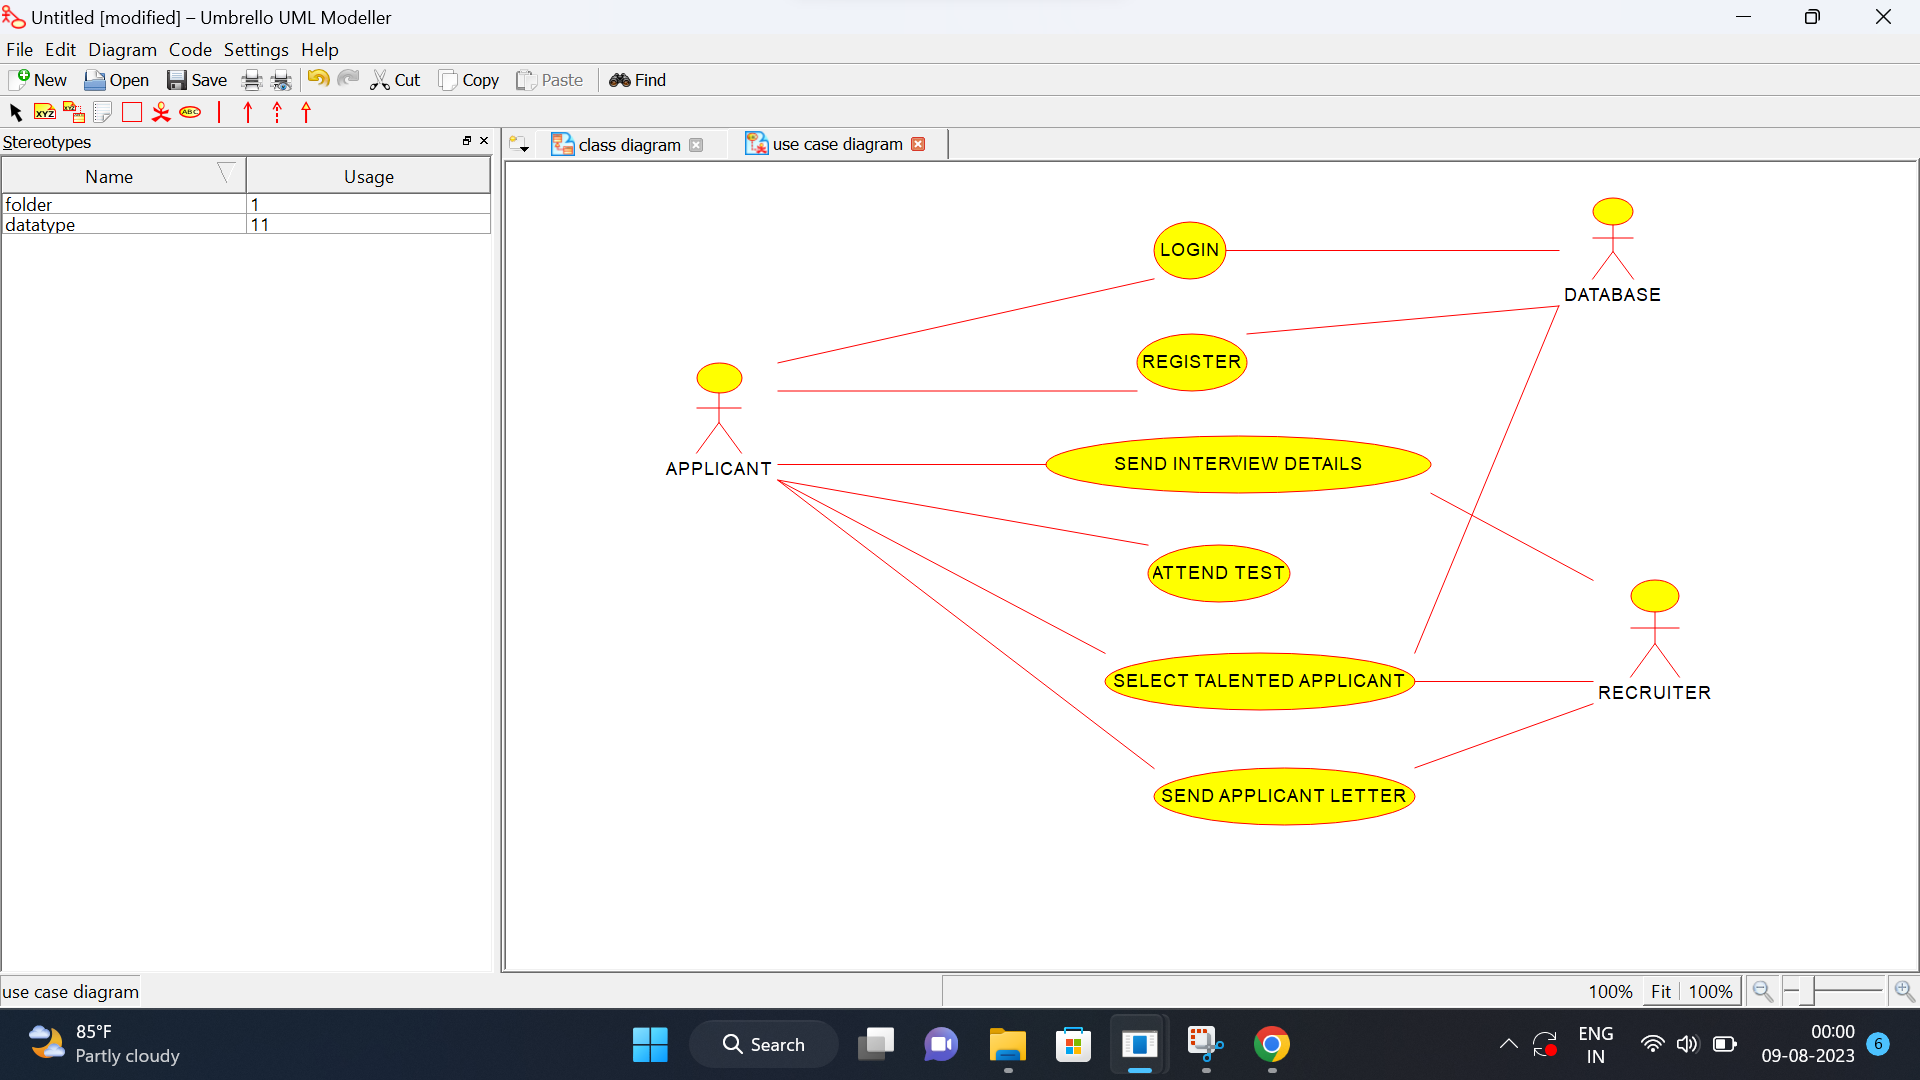 Untitled [modified] – Umbrello UML Modeller
File Edit Diagram Code Settings Help
New Open Save Cut Copy Paste Find
XYZ XYZ ABC
Stereotypes
Name Usage
folder 1
datatype 11
class diagram use case diagram
LOGIN
DATABASE
REGISTER
APPLICANT
SEND INTERVIEW DETAILS
ATTEND TEST
SELECT TALENTED APPLICANT
RECRUITER
SEND APPLICANT LETTER
use case diagram 100% Fit 100%
85°F
Partly cloudy
Search
ENG
IN
00:00
09-08-2023
6